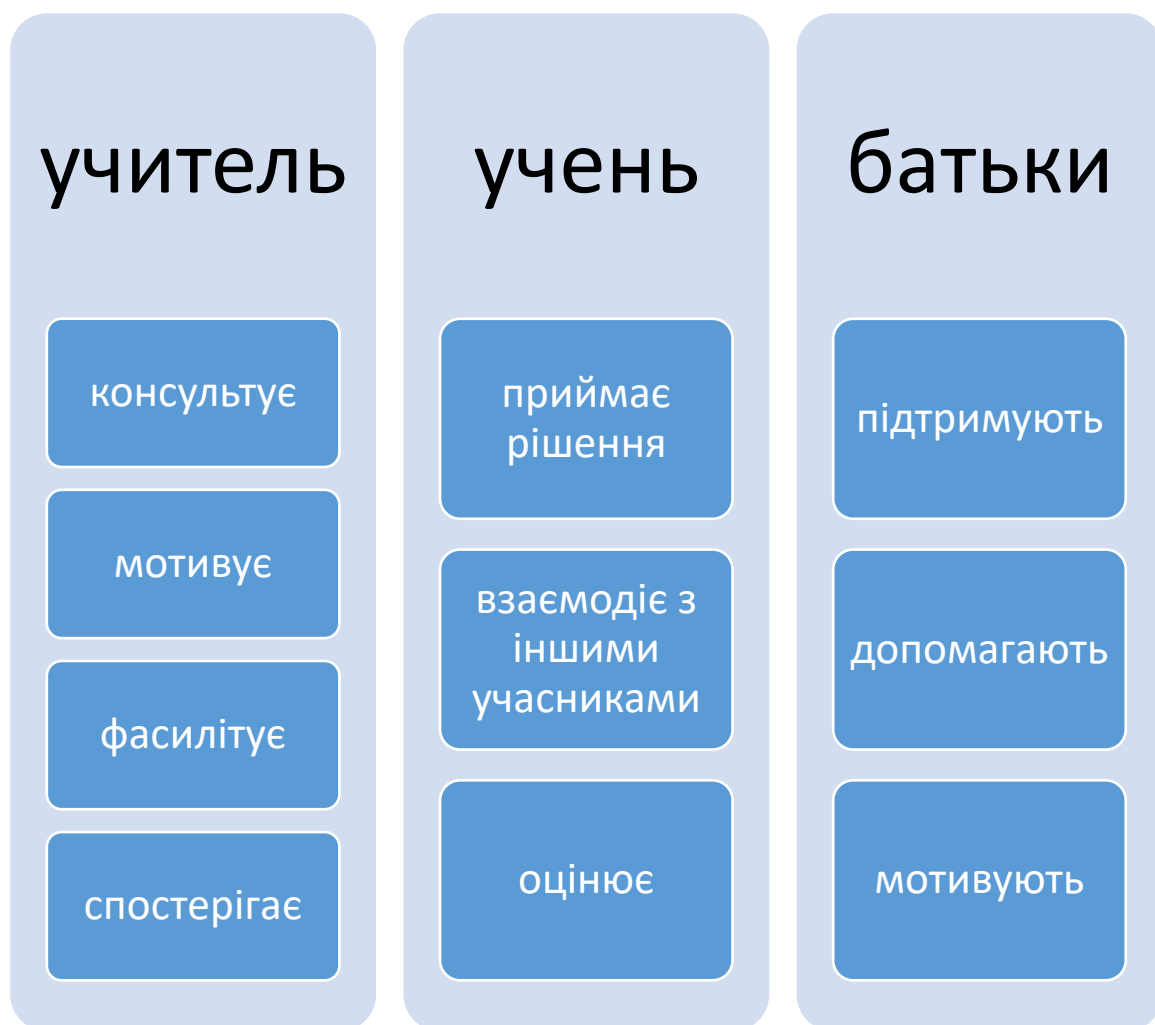 учитель
консультує
мотивує
фасилітує
спостерігає
учень
приймає
рішення
взаємодіє з
іншими
учасниками
оцінює
батьки
підтримують
допомагають
мотивують